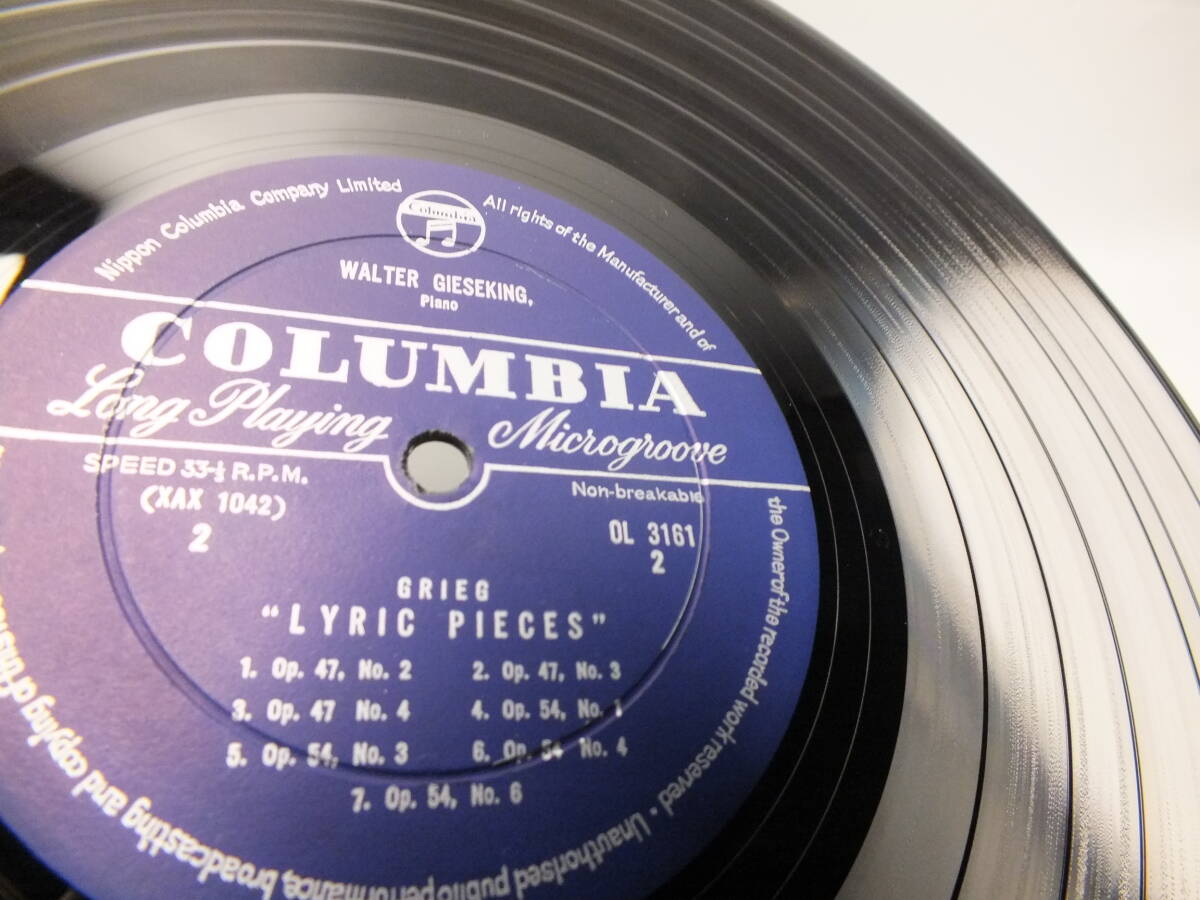 Nippon Columbia Company Limited
Columbia
All rights of the Manufacturer and of
the Owner of the recorded work reserved · Unauthorised public performance, broadcasting and copying of this
WALTER GIESEKING,
Piano
COLUMBIA
Long Playing Microgroove
SPEED 33-⅓ R.P.M.
Non-breakable
(XAX 1042)
OL 3161
2
2
GRIEG
"LYRIC PIECES"
1. Op. 47, No. 2 2. Op. 47, No. 3
3. Op. 47 No. 4 4. Op. 54, No. 1
5. Op. 54, No. 3 6. Op. 54 No. 4
7. Op. 54, No. 6